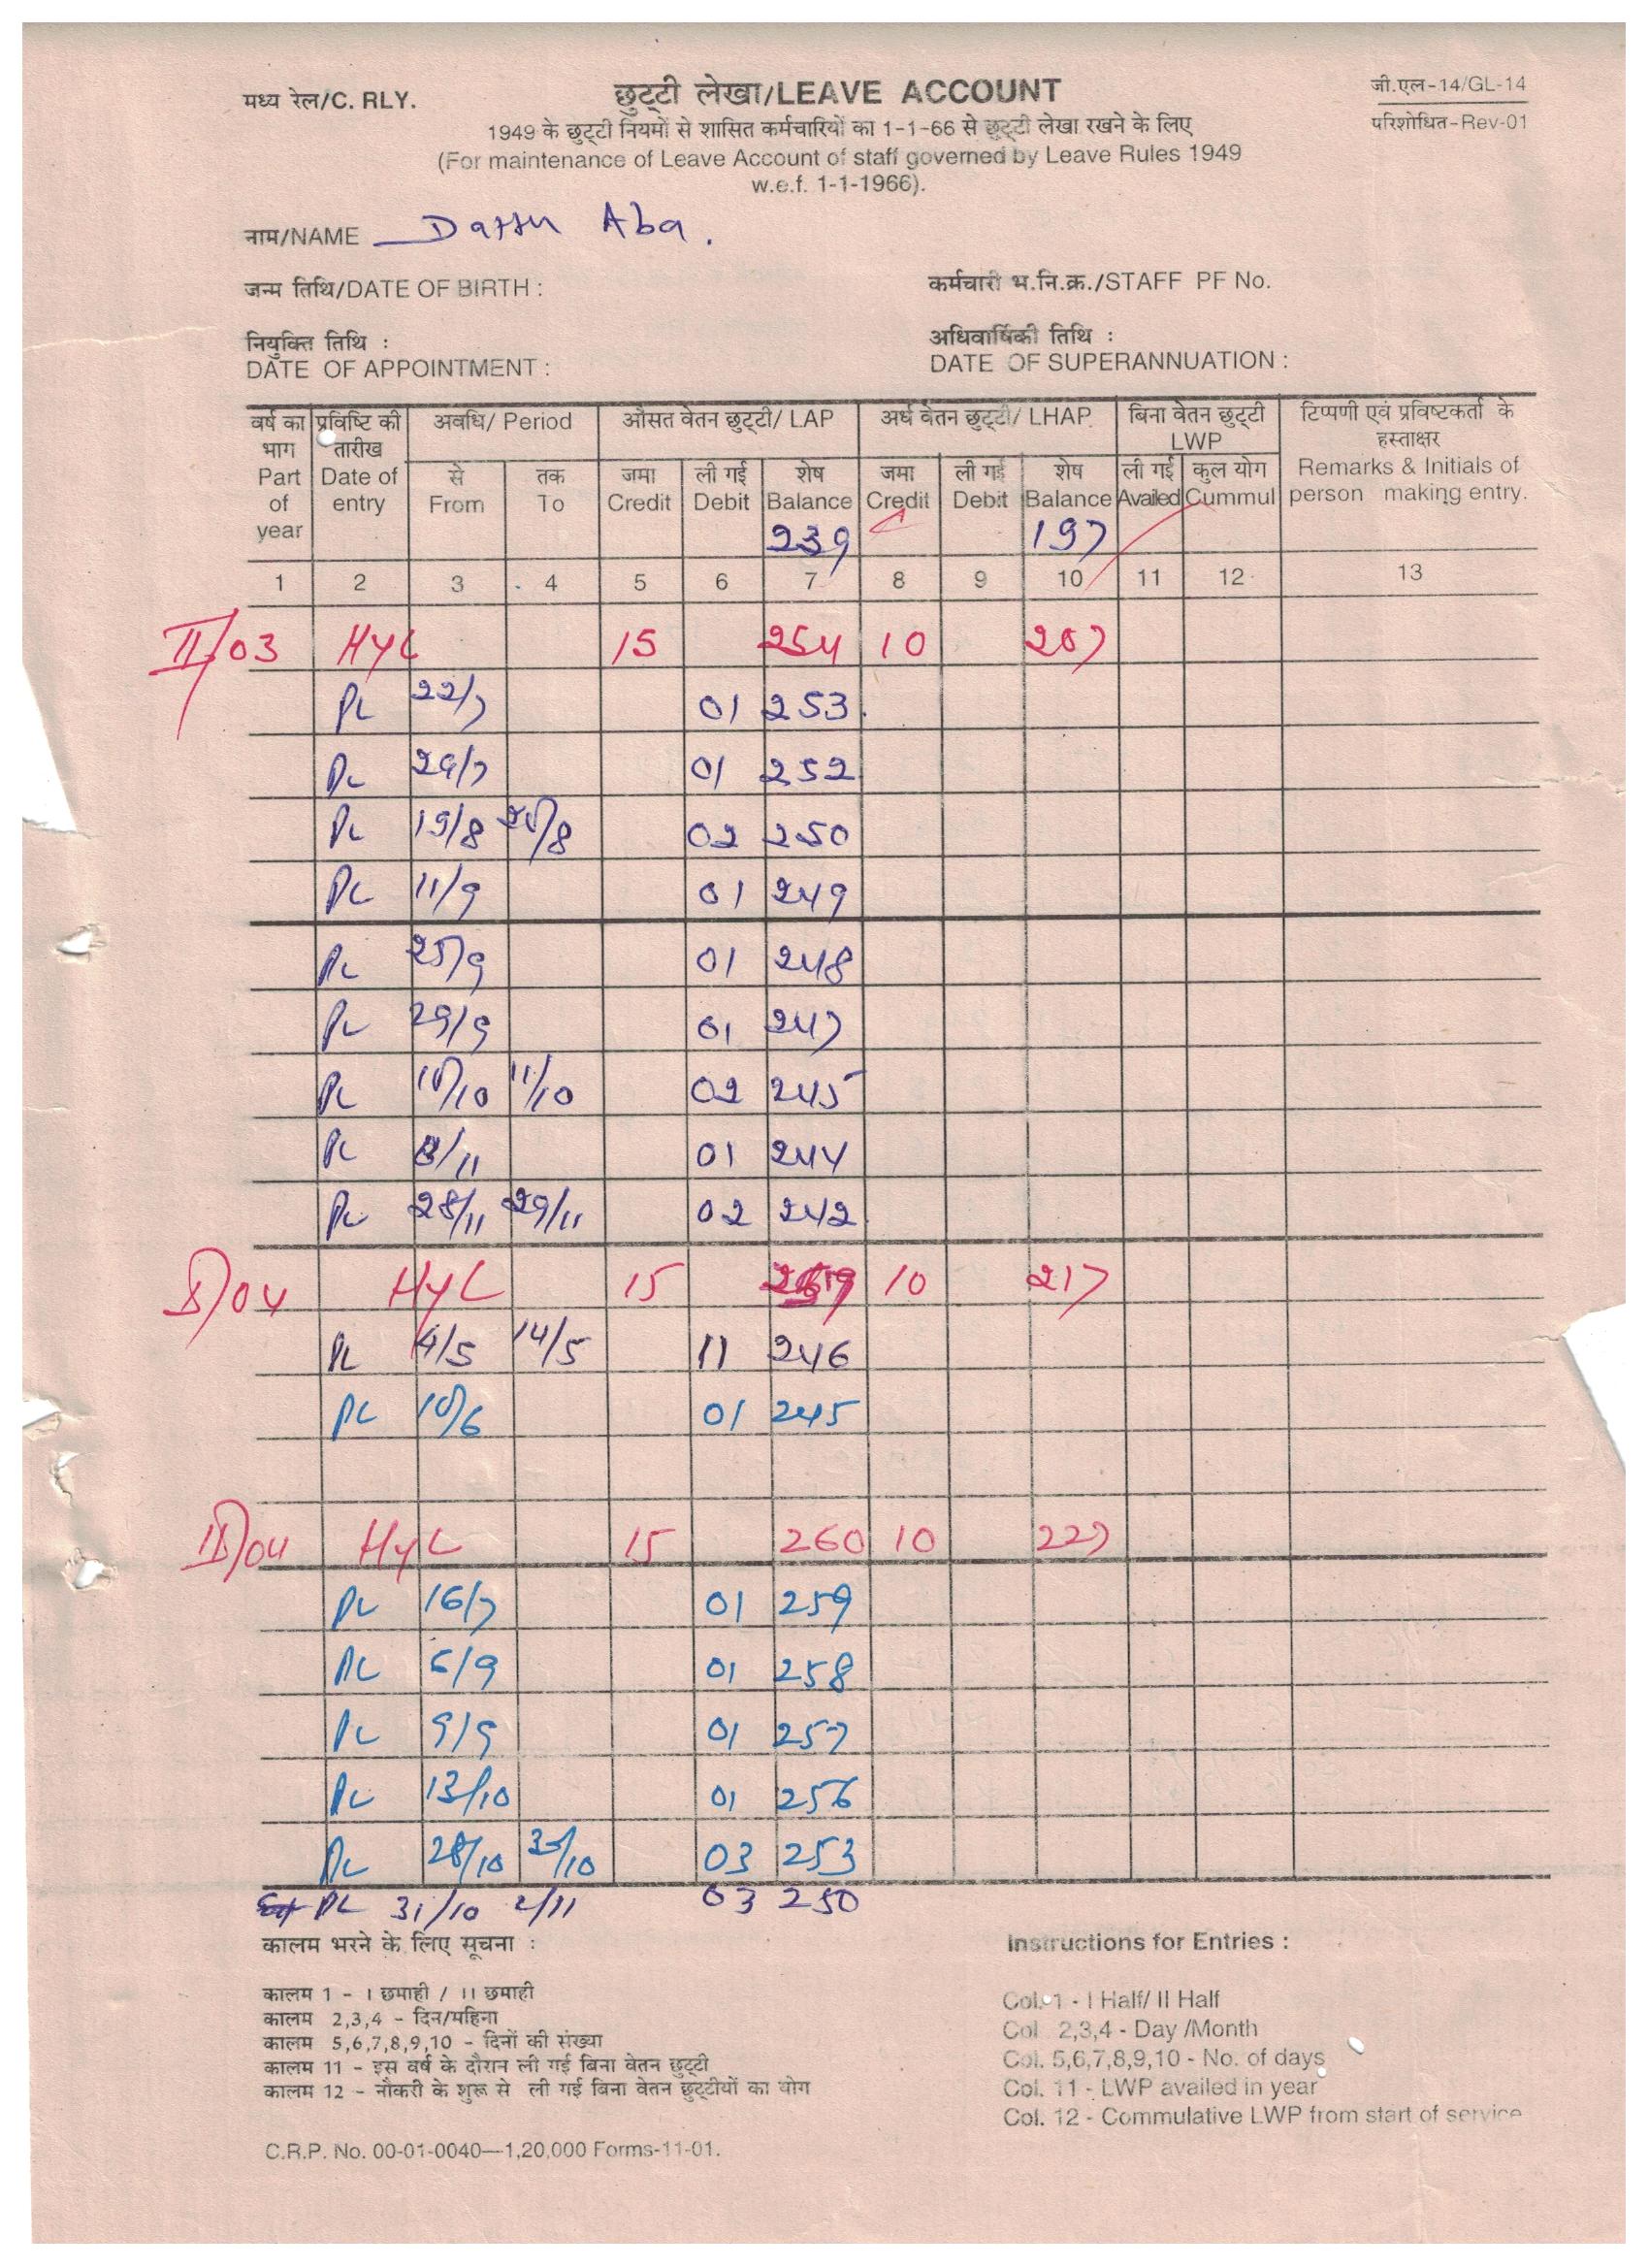 मध्य रेल/C. RLY.
छुट्टी लेखा/LEAVE ACCOUNT
जी.एल-14/GL-14
परिशोधित-Rev-01
1949 के छुट्टी नियमों से शासित कर्मचारियों का 1-1-66 से छुट्टी लेखा रखने के लिए
(For maintenance of Leave Account of staff governed by Leave Rules 1949
w.e.f. 1-1-1966).
नाम/NAME Dattu Aba.
जन्म तिथि/DATE OF BIRTH :
कर्मचारी भ.नि.क्र./STAFF PF No.
नियुक्ति तिथि :
DATE OF APPOINTMENT :
अधिवार्षिकी तिथि :
DATE OF SUPERANNUATION :
वर्ष का भाग Part of year
प्रविष्टि की तारीख Date of entry
अवधि/ Period
से From
तक To
औसत वेतन छुट्टी/ LAP
जमा Credit
ली गई Debit
शेष Balance 239
अर्ध वेतन छुट्टी/ LHAP
जमा Credit
ली गई Debit
शेष Balance 197
बिना वेतन छुट्टी LWP
ली गई Availed
कुल योग Cummul
टिप्पणी एवं प्रविष्टकर्ता के हस्ताक्षर
Remarks & Initials of person making entry.
1 2 3 4 5 6 7 8 9 10 11 12 13
II/03 HyL 15 254 10 207
PL 22/7 01 253
PL 29/7 01 252
PL 19/8 20/8 02 250
PL 11/9 01 249
PL 25/9 01 248
PL 29/9 01 247
PL 10/10 11/10 02 245
PL 8/11 01 244
PL 28/11 29/11 02 242
I/04 HyL 15 257 10 217
PL 4/5 14/5 11 246
PL 10/6 01 245
II/04 HyL 15 260 10 227
PL 16/7 01 259
PL 6/9 01 258
PL 9/9 01 257
PL 13/10 01 256
PL 28/10 30/10 03 253
PL 31/10 2/11 03 250
कालम भरने के लिए सूचना :
कालम 1 - I छमाही / II छमाही
कालम 2,3,4 - दिन/महिना
कालम 5,6,7,8,9,10 - दिनों की संख्या
कालम 11 - इस वर्ष के दौरान ली गई बिना वेतन छुट्टी
कालम 12 - नौकरी के शुरू से ली गई बिना वेतन छुट्टीयों का योग
Instructions for Entries :
Col. 1 - I Half/ II Half
Col 2,3,4 - Day /Month
Col. 5,6,7,8,9,10 - No. of days
Col. 11 - LWP availed in year
Col. 12 - Commulative LWP from start of service
C.R.P. No. 00-01-0040—1,20,000 Forms-11-01.